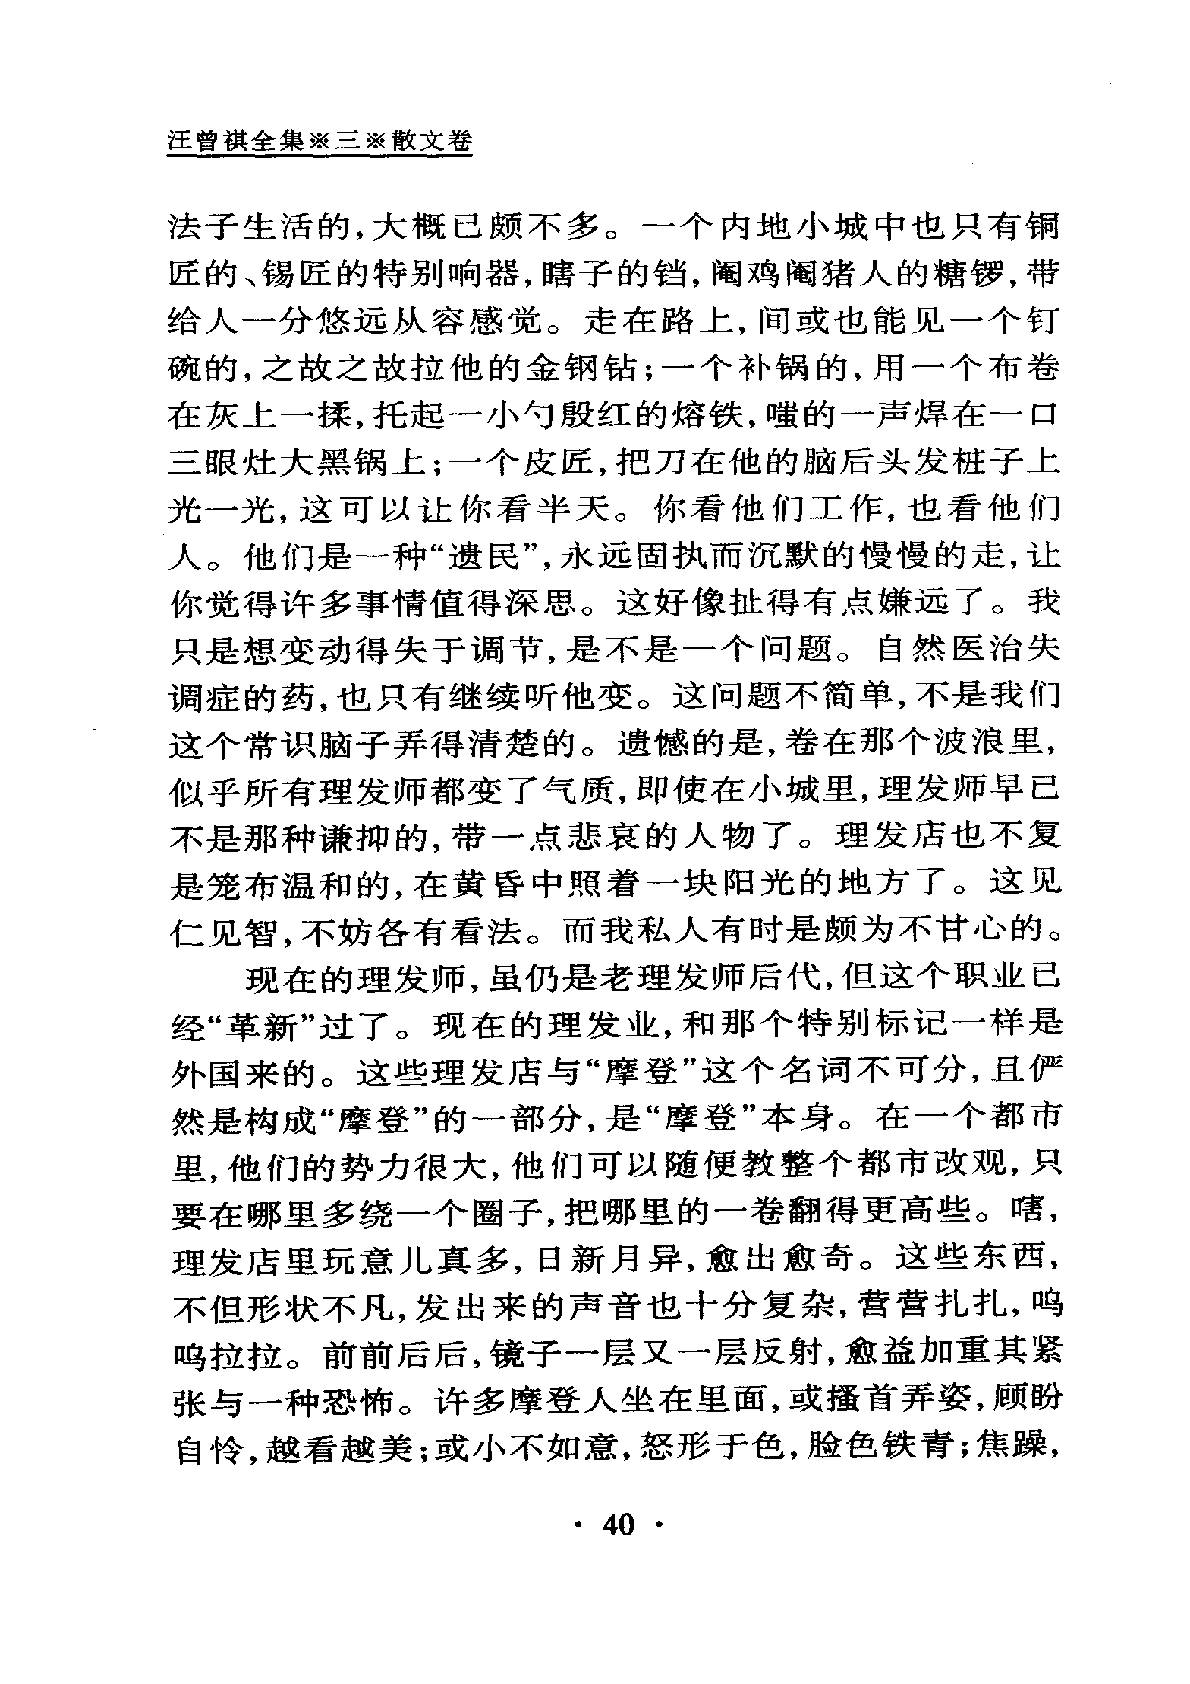 汪曾祺全集※三※散文卷
法子生活的,大概已颇不多。一个内地小城中也只有铜
匠的、锡匠的特别响器,瞎子的铛,阉鸡阉猪人的糖锣,带
给人一分悠远从容感觉。走在路上,间或也能见一个钉
碗的,之故之故拉他的金钢钻;一个补锅的,用一个布卷
在灰上一揉,托起一小勺殷红的熔铁,嗤的一声焊在一口
三眼灶大黑锅上;一个皮匠,把刀在他的脑后头发桩子上
光一光,这可以让你看半天。你看他们工作,也看他们
人。他们是一种“遗民”,永远固执而沉默的慢慢的走,让
你觉得许多事情值得深思。这好像扯得有点嫌远了。我
只是想变动得失于调节,是不是一个问题。自然医治失
调症的药,也只有继续听他变。这问题不简单,不是我们
这个常识脑子弄得清楚的。遗憾的是,卷在那个波浪里,
似乎所有理发师都变了气质,即使在小城里,理发师早已
不是那种谦抑的,带一点悲哀的人物了。理发店也不复
是笼布温和的,在黄昏中照着一块阳光的地方了。这见
仁见智,不妨各有看法。而我私人有时是颇为不甘心的。
现在的理发师,虽仍是老理发师后代,但这个职业已
经“革新”过了。现在的理发业,和那个特别标记一样是
外国来的。这些理发店与“摩登”这个名词不可分,且俨
然是构成“摩登”的一部分,是“摩登”本身。在一个都市
里,他们的势力很大,他们可以随便教整个都市改观,只
要在哪里多绕一个圈子,把哪里的一卷翻得更高些。嗐,
理发店里玩意儿真多,日新月异,愈出愈奇。这些东西,
不但形状不凡,发出来的声音也十分复杂,营营扎扎,呜
呜拉拉。前前后后,镜子一层又一层反射,愈益加重其紧
张与一种恐怖。许多摩登人坐在里面,或搔首弄姿,顾盼
自怜,越看越美;或小不如意,怒形于色,脸色铁青;焦躁,
· 40 ·